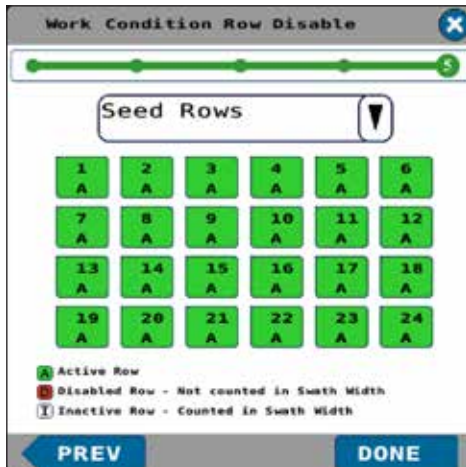 Work Condition Row Disable
5
Seed Rows
1 2 3 4 5 6
A A A A A A
7 8 9 10 11 12
A A A A A A
13 14 15 16 17 18
A A A A A A
19 20 21 22 23 24
A A A A A A
A Active Row
D Disabled Row - Not counted in Swath Width
I Inactive Row - Counted in Swath Width
PREV DONE